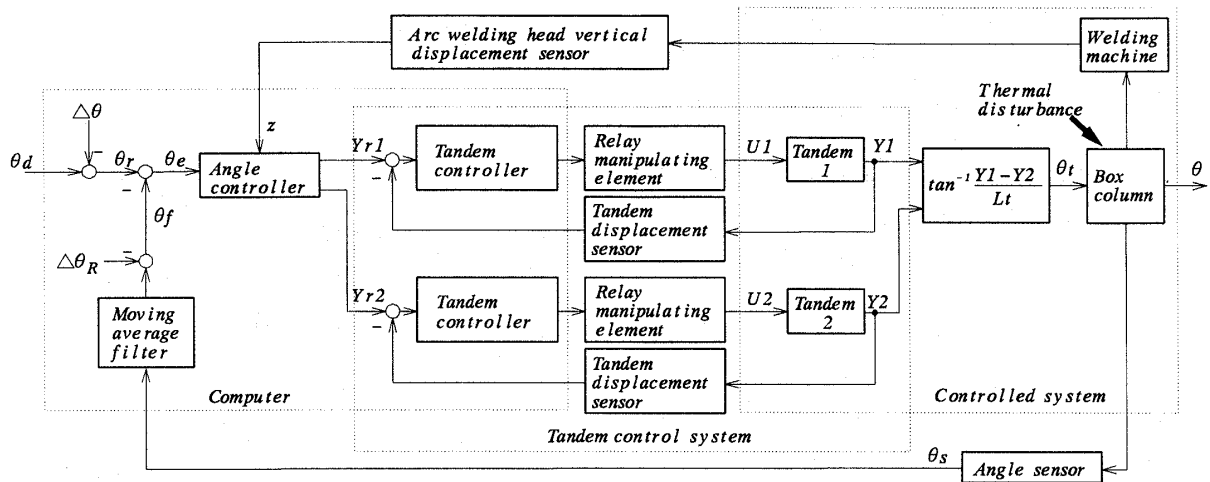 Arc welding head vertical
displacement sensor
Welding
machine
Thermal
disturbance
△θ
−
z
θd
θr
θe
−
Angle
controller
Yr1
−
Tandem
controller
Relay
manipulating
element
U1
Tandem
1
Y1
tan⁻¹ (Y1−Y2)/Lt
θt
Box
column
θ
θf
Tandem
displacement
sensor
−
△θR
Yr2
−
Tandem
controller
Relay
manipulating
element
U2
Tandem
2
Y2
Moving
average
filter
Tandem
displacement
sensor
Computer
Controlled system
Tandem control system
θs
Angle sensor